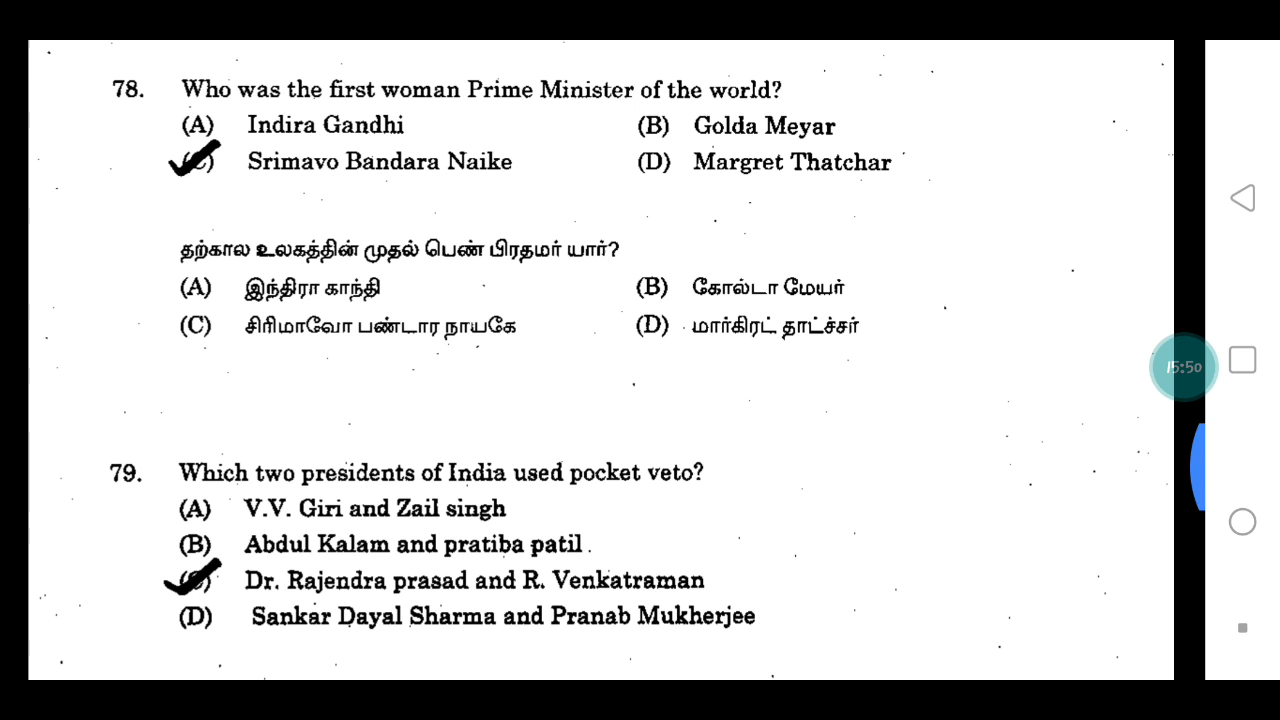 78. Who was the first woman Prime Minister of the world?
(A) Indira Gandhi (B) Golda Meyar
(C) Srimavo Bandara Naike (D) Margret Thatchar
தற்கால உலகத்தின் முதல் பெண் பிரதமர் யார்?
(A) இந்திரா காந்தி (B) கோல்டா மேயர்
(C) சிரிமாவோ பண்டார நாயகே (D) மார்கிரட் தாட்ச்சர்
15:50
79. Which two presidents of India used pocket veto?
(A) V.V. Giri and Zail singh
(B) Abdul Kalam and pratiba patil.
(C) Dr. Rajendra prasad and R. Venkatraman
(D) Sankar Dayal Sharma and Pranab Mukherjee